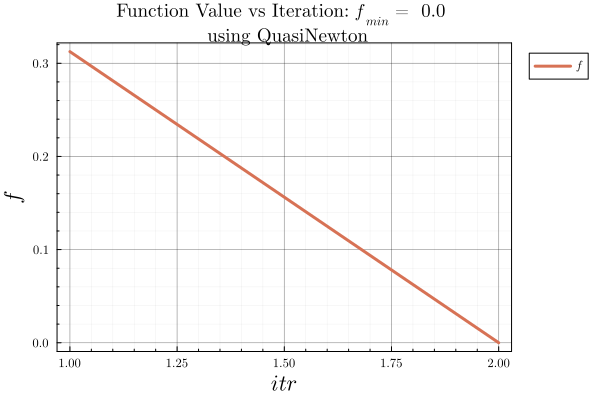 Function Value vs Iteration: f_min = 0.0
using QuasiNewton
f
0.3
0.2
f
0.1
0.0
1.00 1.25 1.50 1.75 2.00
itr